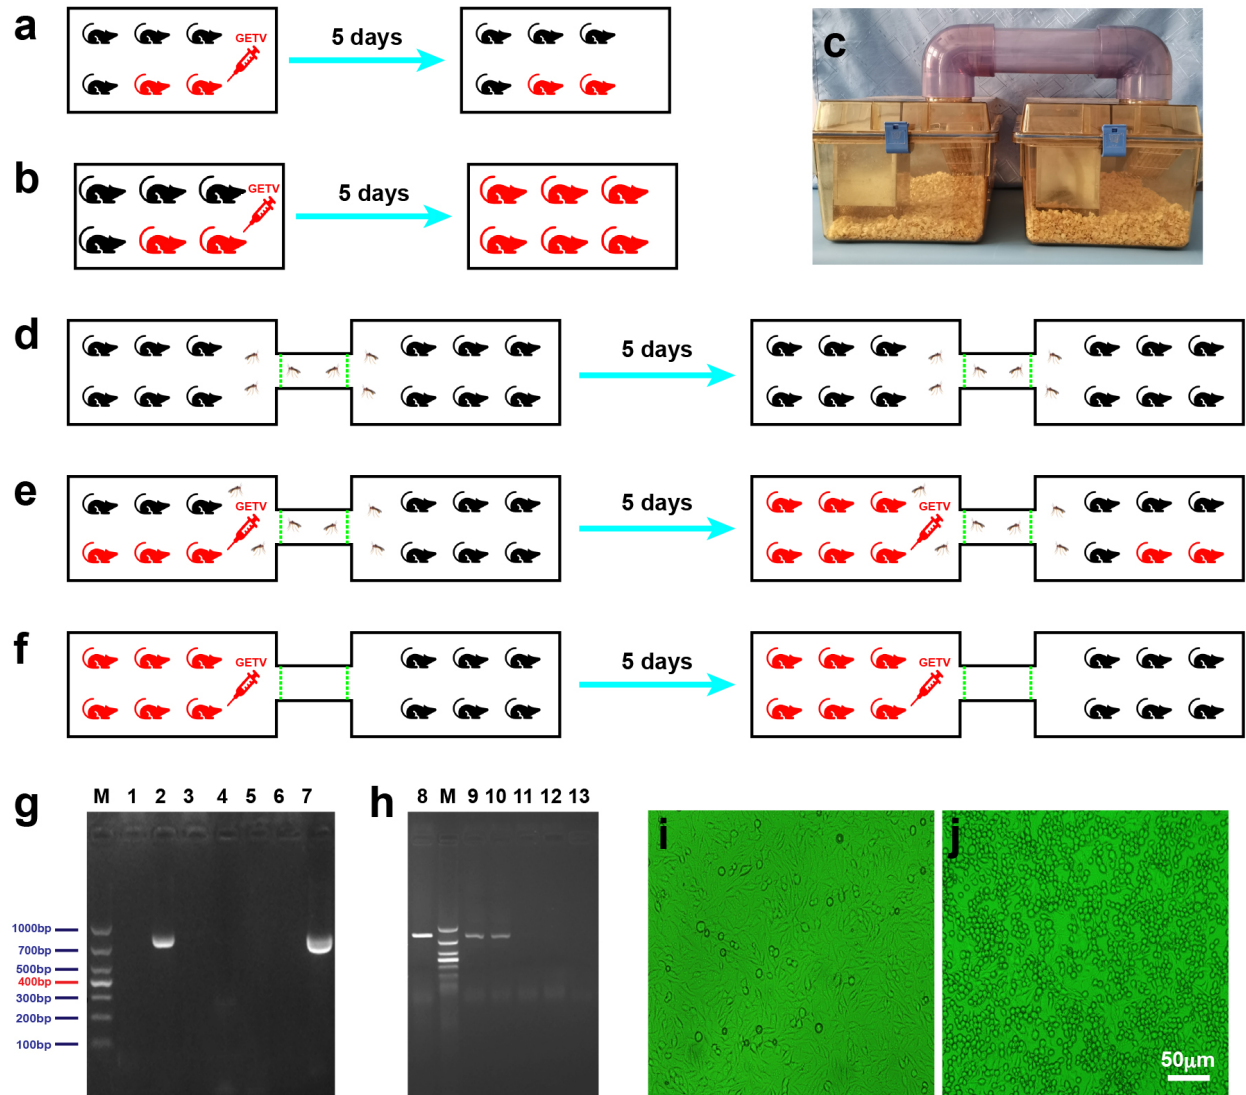 a
GETV
5 days
c
b
GETV
5 days
d
5 days
e
GETV
5 days
GETV
f
GETV
5 days
GETV
g
M 1 2 3 4 5 6 7
h
8 M 9 10 11 12 13
1000bp
700bp
500bp
400bp
300bp
200bp
100bp
i
j
50μm